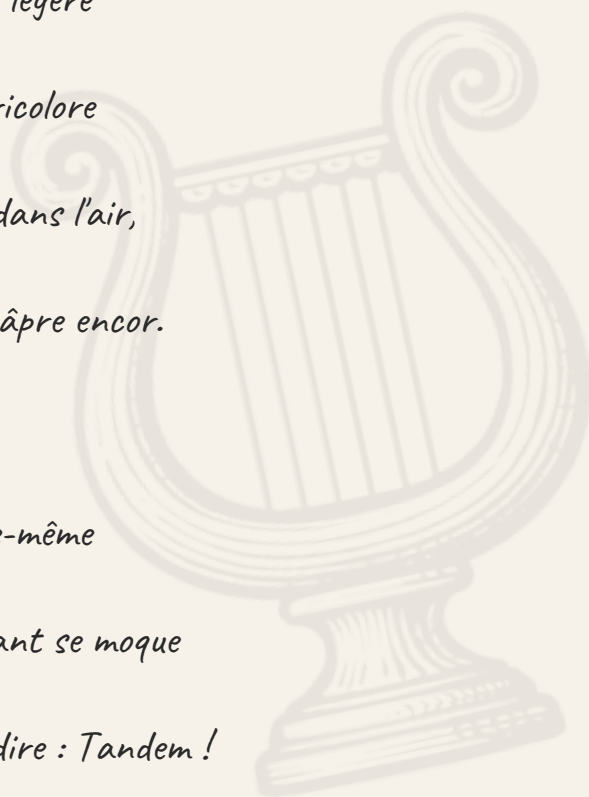 légère
ricolore
dans l'air,
âpre encor.
-même
ant se moque
dire : Tandem !